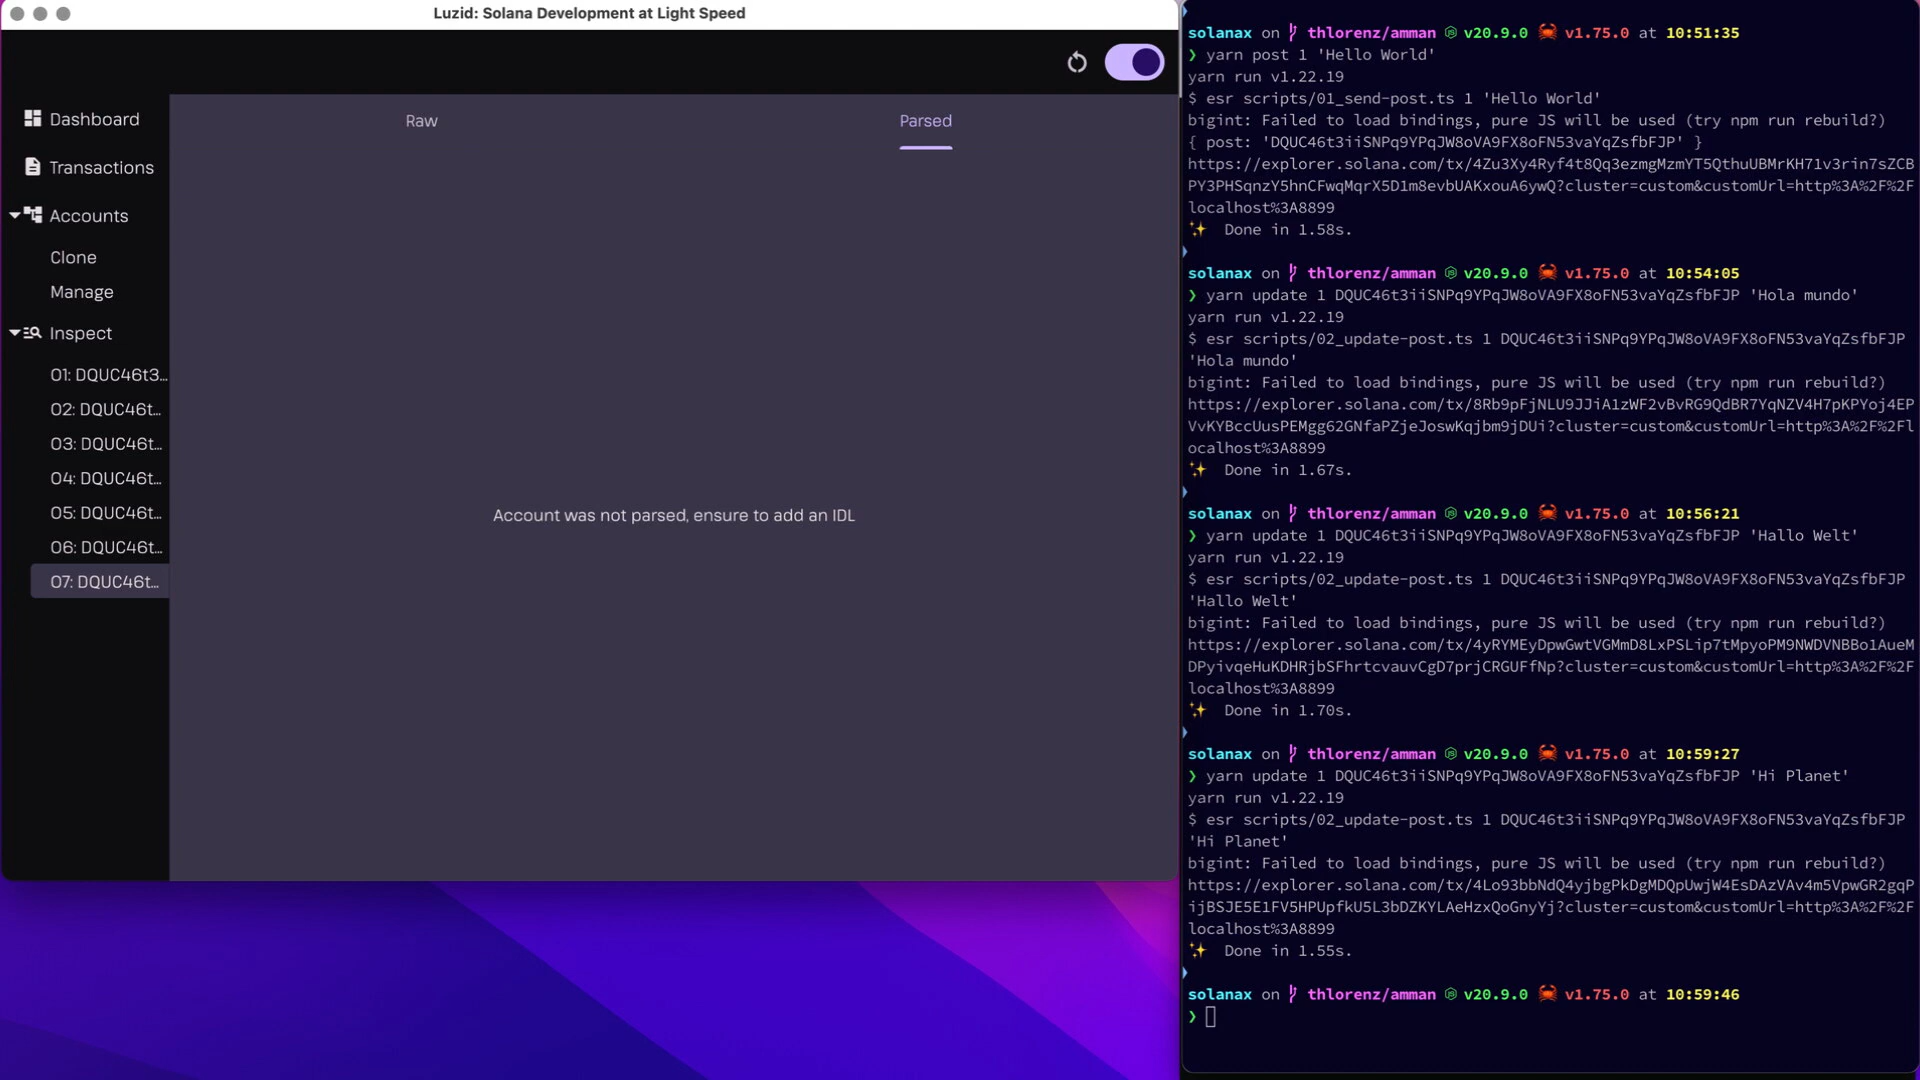 Luzid: Solana Development at Light Speed
Dashboard
Transactions
Accounts
Clone
Manage
Inspect
01: DQUC46t3...
02: DQUC46t...
03: DQUC46t...
04: DQUC46t...
05: DQUC46t...
06: DQUC46t...
07: DQUC46t...
Raw
Parsed
Account was not parsed, ensure to add an IDL
solanax on thlorenz/amman v20.9.0 🦀 v1.75.0 at 10:51:35
❯ yarn post 1 'Hello World'
yarn run v1.22.19
$ esr scripts/01_send-post.ts 1 'Hello World'
bigint: Failed to load bindings, pure JS will be used (try npm run rebuild?)
{ post: 'DQUC46t3iiSNPq9YPqJW8oVA9FX8oFN53vaYqZsfbFJP' }
https://explorer.solana.com/tx/4Zu3Xy4Ryf4t8Qq3ezmgMzmYT5QthuUBMrKH71v3rin7sZCB
PY3PHSqnzY5hnCFwqMqrX5D1m8evbUAKxouA6ywQ?cluster=custom&customUrl=http%3A%2F%2F
localhost%3A8899
✨ Done in 1.58s.
solanax on thlorenz/amman v20.9.0 🦀 v1.75.0 at 10:54:05
❯ yarn update 1 DQUC46t3iiSNPq9YPqJW8oVA9FX8oFN53vaYqZsfbFJP 'Hola mundo'
yarn run v1.22.19
$ esr scripts/02_update-post.ts 1 DQUC46t3iiSNPq9YPqJW8oVA9FX8oFN53vaYqZsfbFJP
'Hola mundo'
bigint: Failed to load bindings, pure JS will be used (try npm run rebuild?)
https://explorer.solana.com/tx/8Rb9pFjNLU9JJiA1zWF2vBvRG9QdBR7YqNZV4H7pKPYoj4EP
VvKYBccUusPEMgg62GNfaPZjeJoswKqjbm9jDUi?cluster=custom&customUrl=http%3A%2F%2Fl
ocalhost%3A8899
✨ Done in 1.67s.
solanax on thlorenz/amman v20.9.0 🦀 v1.75.0 at 10:56:21
❯ yarn update 1 DQUC46t3iiSNPq9YPqJW8oVA9FX8oFN53vaYqZsfbFJP 'Hallo Welt'
yarn run v1.22.19
$ esr scripts/02_update-post.ts 1 DQUC46t3iiSNPq9YPqJW8oVA9FX8oFN53vaYqZsfbFJP
'Hallo Welt'
bigint: Failed to load bindings, pure JS will be used (try npm run rebuild?)
https://explorer.solana.com/tx/4yRYMEyDpwGwtVGMmD8LxPSLip7tMpyoPM9NWDVNBBo1AueM
DPyivqeHuKDHRjbSFhrtcvauvCgD7prjCRGUFfNp?cluster=custom&customUrl=http%3A%2F%2F
localhost%3A8899
✨ Done in 1.70s.
solanax on thlorenz/amman v20.9.0 🦀 v1.75.0 at 10:59:27
❯ yarn update 1 DQUC46t3iiSNPq9YPqJW8oVA9FX8oFN53vaYqZsfbFJP 'Hi Planet'
yarn run v1.22.19
$ esr scripts/02_update-post.ts 1 DQUC46t3iiSNPq9YPqJW8oVA9FX8oFN53vaYqZsfbFJP
'Hi Planet'
bigint: Failed to load bindings, pure JS will be used (try npm run rebuild?)
https://explorer.solana.com/tx/4Lo93bbNdQ4yjbgPkDgMDQpUwjW4EsDAzVAv4m5VpwGR2gqP
ijBSJE5E1FV5HPUpfkU5L3bDZKYLAeHzxQoGnyYj?cluster=custom&customUrl=http%3A%2F%2F
localhost%3A8899
✨ Done in 1.55s.
solanax on thlorenz/amman v20.9.0 🦀 v1.75.0 at 10:59:46
❯